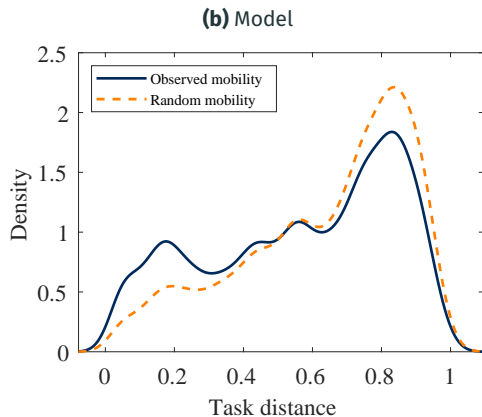 (b) Model
2.5
Observed mobility
Random mobility
2
1.5
Density
1
0.5
0
0 0.2 0.4 0.6 0.8 1
Task distance